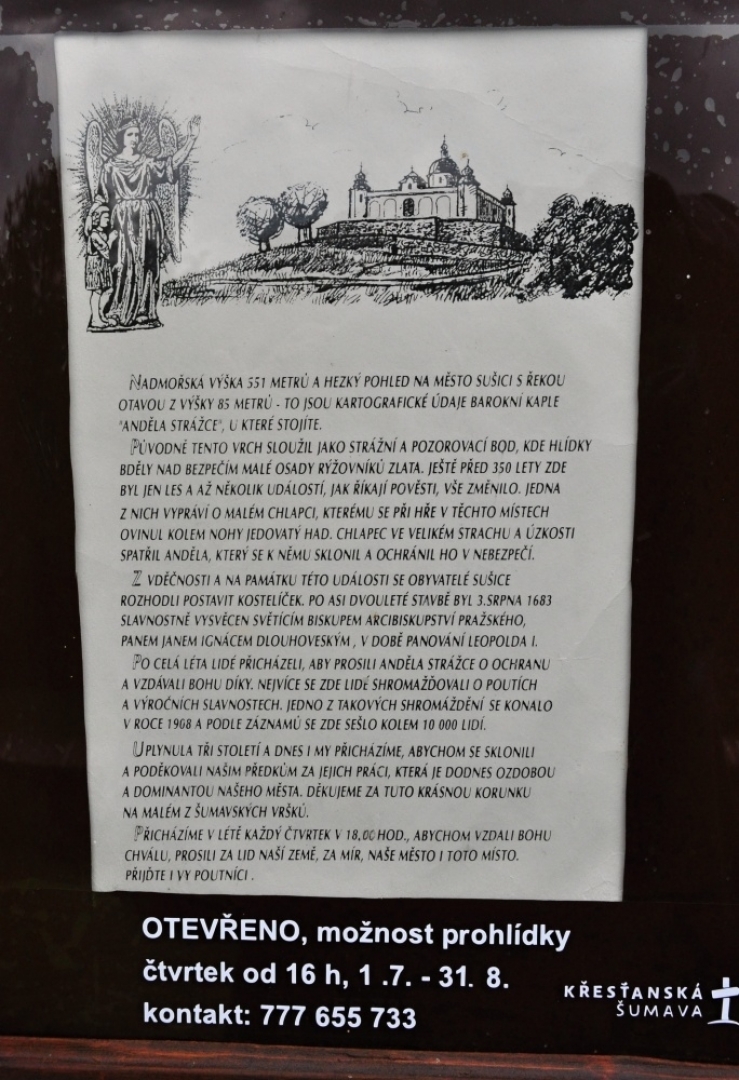 NADMOŘSKÁ VÝŠKA 551 METRŮ A HEZKÝ POHLED NA MĚSTO SUŠICI S ŘEKOU
OTAVOU Z VÝŠKY 85 METRŮ - TO JSOU KARTOGRAFICKÉ ÚDAJE BAROKNÍ KAPLE
"ANDĚLA STRÁŽCE", U KTERÉ STOJÍTE.
PŮVODNĚ TENTO VRCH SLOUŽIL JAKO STRÁŽNÍ A POZOROVACÍ BOD, KDE HLÍDKY
BDĚLY NAD BEZPEČÍM MALÉ OSADY RÝŽOVNÍKŮ ZLATA. JEŠTĚ PŘED 350 LETY ZDE
BYL JEN LES A AŽ NĚKOLIK UDÁLOSTÍ, JAK ŘÍKAJÍ POVĚSTI, VŠE ZMĚNILO. JEDNA
Z NICH VYPRÁVÍ O MALÉM CHLAPCI, KTERÉMU SE PŘI HŘE V TĚCHTO MÍSTECH
OVINUL KOLEM NOHY JEDOVATÝ HAD. CHLAPEC VE VELIKÉM STRACHU A ÚZKOSTI
SPATŘIL ANDĚLA, KTERÝ SE K NĚMU SKLONIL A OCHRÁNIL HO V NEBEZPEČÍ.
Z VDĚČNOSTI A NA PAMÁTKU TÉTO UDÁLOSTI SE OBYVATELÉ SUŠICE
ROZHODLI POSTAVIT KOSTELÍČEK. PO ASI DVOULETÉ STAVBĚ BYL 3.SRPNA 1683
SLAVNOSTNĚ VYSVĚCEN SVĚTÍCÍM BISKUPEM ARCIBISKUPSTVÍ PRAŽSKÉHO,
PANEM JANEM IGNÁCEM DLOUHOVESKÝM, V DOBĚ PANOVÁNÍ LEOPOLDA I.
PO CELÁ LÉTA LIDÉ PŘICHÁZELI, ABY PROSILI ANDĚLA STRÁŽCE O OCHRANU
A VZDÁVALI BOHU DÍKY. NEJVÍCE SE ZDE LIDÉ SHROMAŽĎOVALI O POUTÍCH
A VÝROČNÍCH SLAVNOSTECH. JEDNO Z TAKOVÝCH SHROMÁŽDĚNÍ SE KONALO
V ROCE 1908 A PODLE ZÁZNAMŮ SE ZDE SEŠLO KOLEM 10 000 LIDÍ.
UPLYNULA TŘI STOLETÍ A DNES I MY PŘICHÁZÍME, ABYCHOM SE SKLONILI
A PODĚKOVALI NAŠIM PŘEDKŮM ZA JEJICH PRÁCI, KTERÁ JE DODNES OZDOBOU
A DOMINANTOU NAŠEHO MĚSTA. DĚKUJEME ZA TUTO KRÁSNOU KORUNKU
NA MALÉM Z ŠUMAVSKÝCH VRŠKŮ.
PŘICHÁZÍME V LÉTĚ KAŽDÝ ČTVRTEK V 18,00 HOD., ABYCHOM VZDALI BOHU
CHVÁLU, PROSILI ZA LID NAŠÍ ZEMĚ, ZA MÍR, NAŠE MĚSTO I TOTO MÍSTO.
PŘIJĎTE I VY POUTNÍCI .
OTEVŘENO, možnost prohlídky
čtvrtek od 16 h, 1 .7. - 31. 8.
kontakt: 777 655 733
KŘESŤANSKÁ
ŠUMAVA